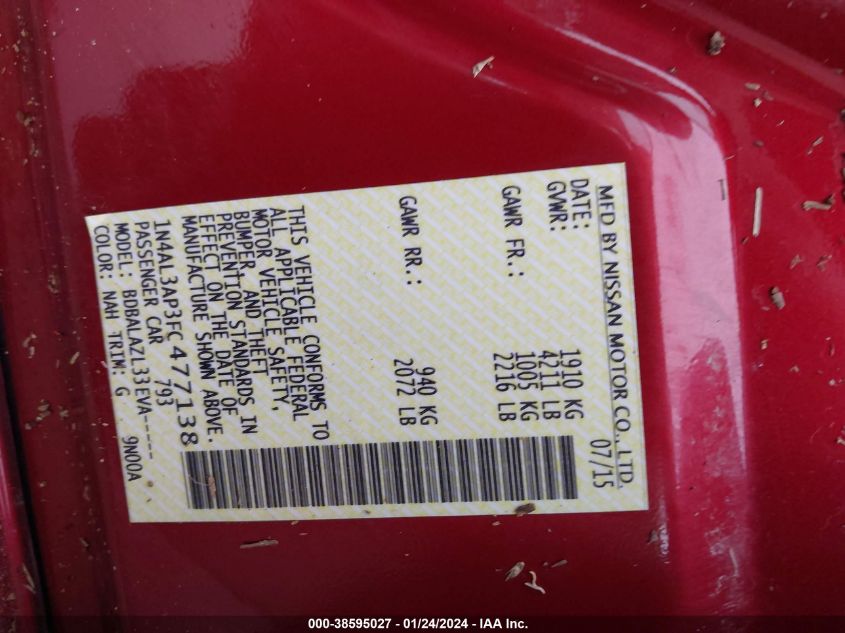 MFD BY NISSAN MOTOR CO., LTD.
DATE: 07/15
GVWR: 1910 KG
4211 LB
GAWR FR.: 1005 KG
2216 LB
GAWR RR.: 940 KG
2072 LB
THIS VEHICLE CONFORMS TO
ALL APPLICABLE FEDERAL
MOTOR VEHICLE SAFETY,
BUMPER, AND THEFT
PREVENTION STANDARDS IN
EFFECT ON THE DATE OF
MANUFACTURE SHOWN ABOVE.
1N4AL3AP3FC477138
PASSENGER CAR 793
MODEL: BDBALAZL33EVA-----
COLOR: NAH TRIM: G 9N00A
000-38595027 - 01/24/2024 - IAA Inc.